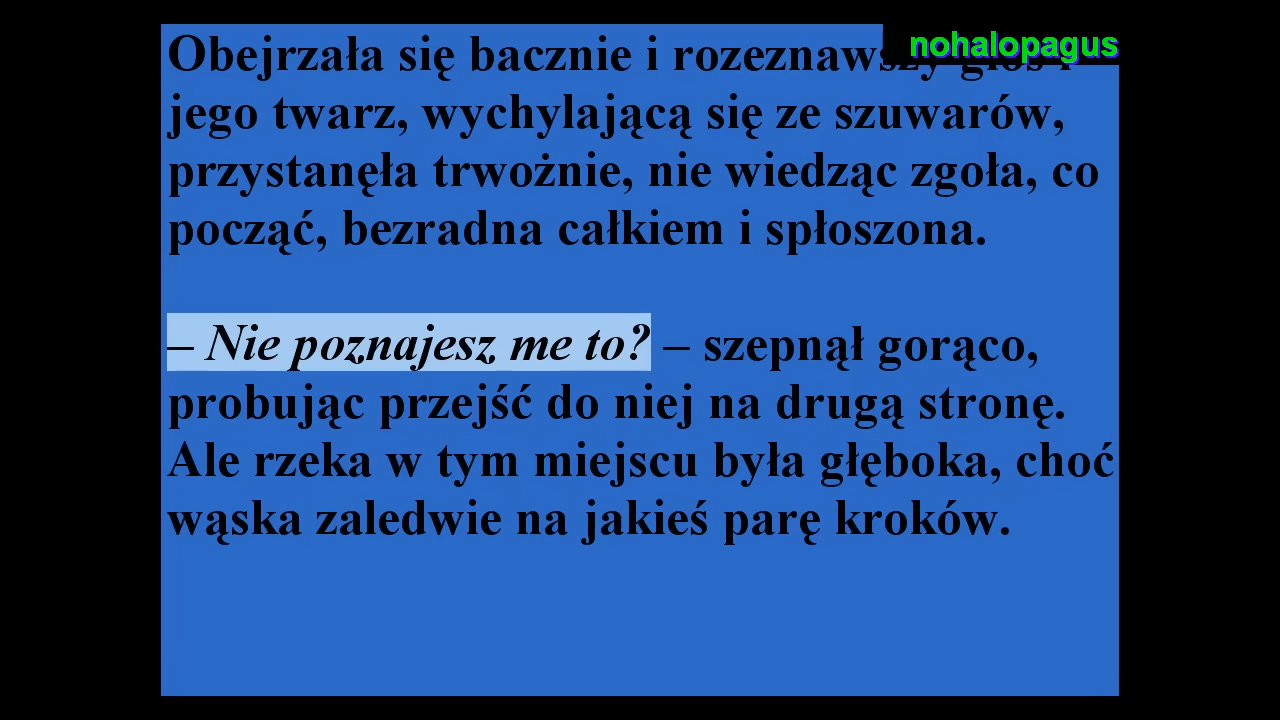 Obejrzała się bacznie i rozeznawszy głos i
nohalopagus
jego twarz, wychylającą się ze szuwarów,
przystanęła trwożnie, nie wiedząc zgoła, co
począć, bezradna całkiem i spłoszona.
– Nie poznajesz me to? – szepnął gorąco,
probując przejść do niej na drugą stronę.
Ale rzeka w tym miejscu była głęboka, choć
wąska zaledwie na jakieś parę kroków.